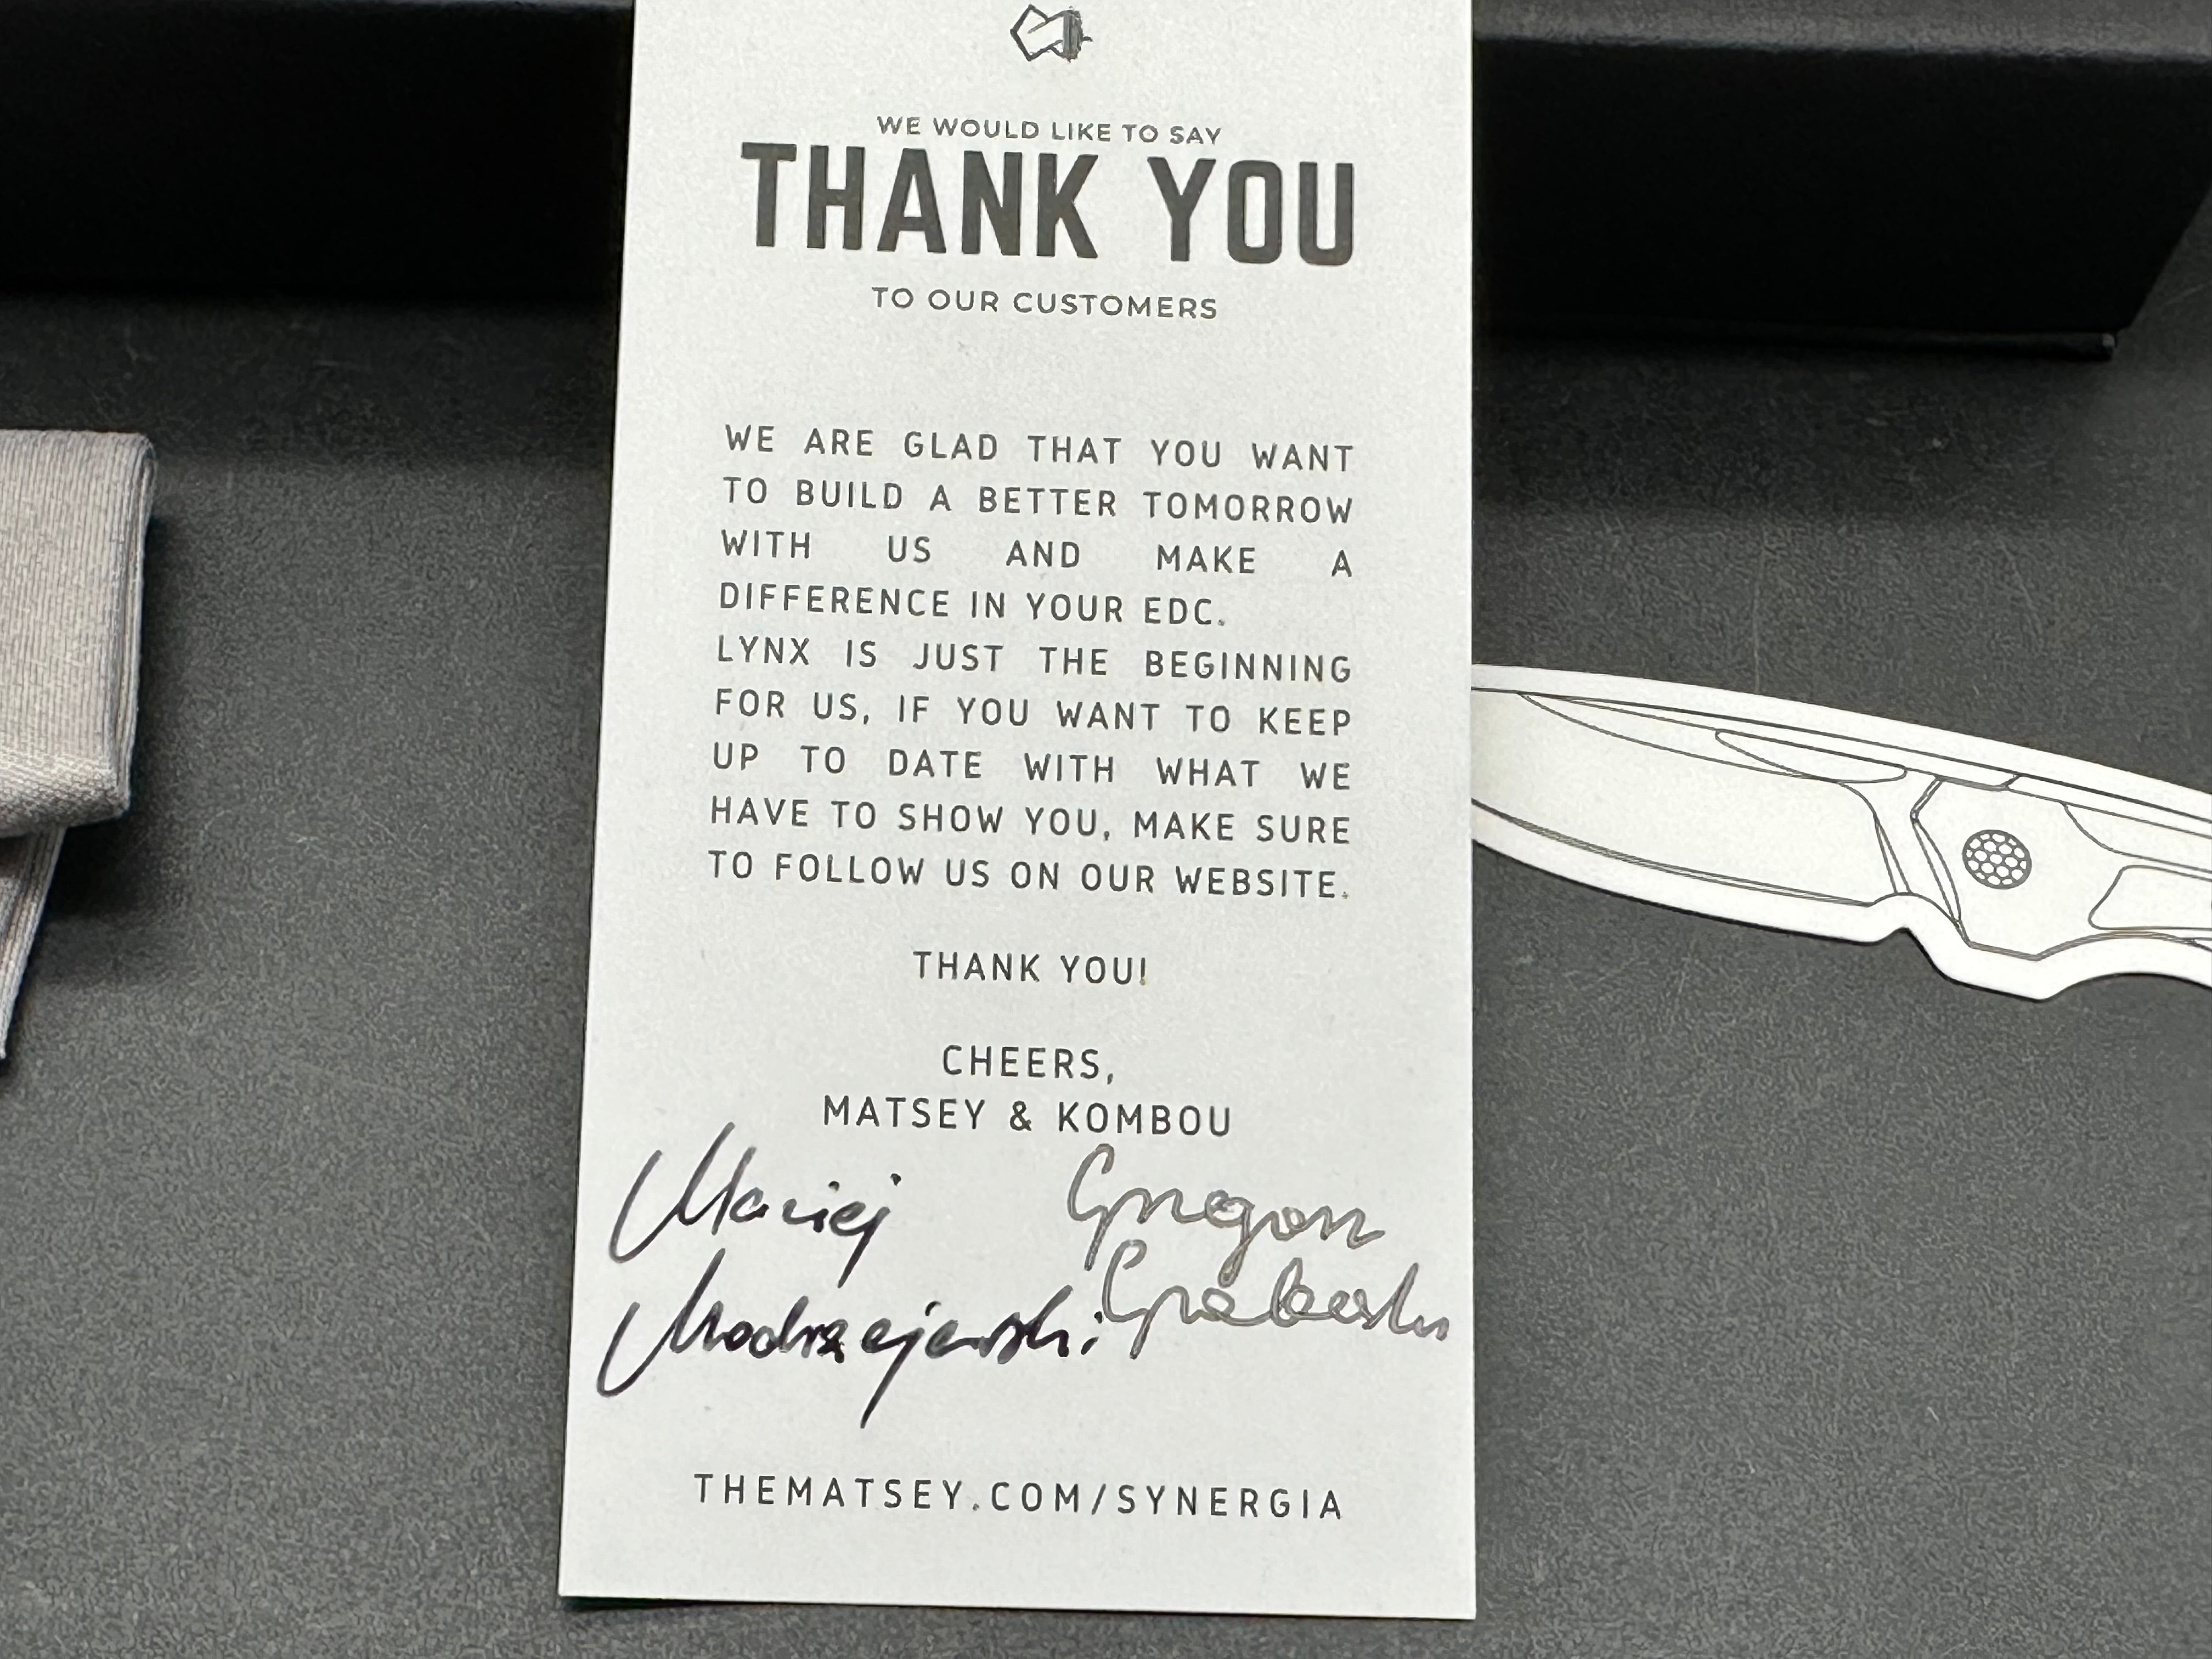 WE WOULD LIKE TO SAY
THANK YOU
TO OUR CUSTOMERS
WE ARE GLAD THAT YOU WANT
TO BUILD A BETTER TOMORROW
WITH US AND MAKE A
DIFFERENCE IN YOUR EDC.
LYNX IS JUST THE BEGINNING
FOR US, IF YOU WANT TO KEEP
UP TO DATE WITH WHAT WE
HAVE TO SHOW YOU, MAKE SURE
TO FOLLOW US ON OUR WEBSITE.
THANK YOU!
CHEERS,
MATSEY & KOMBOU
Maciej
Modrzejewski
THEMATSEY.COM/SYNERGIA